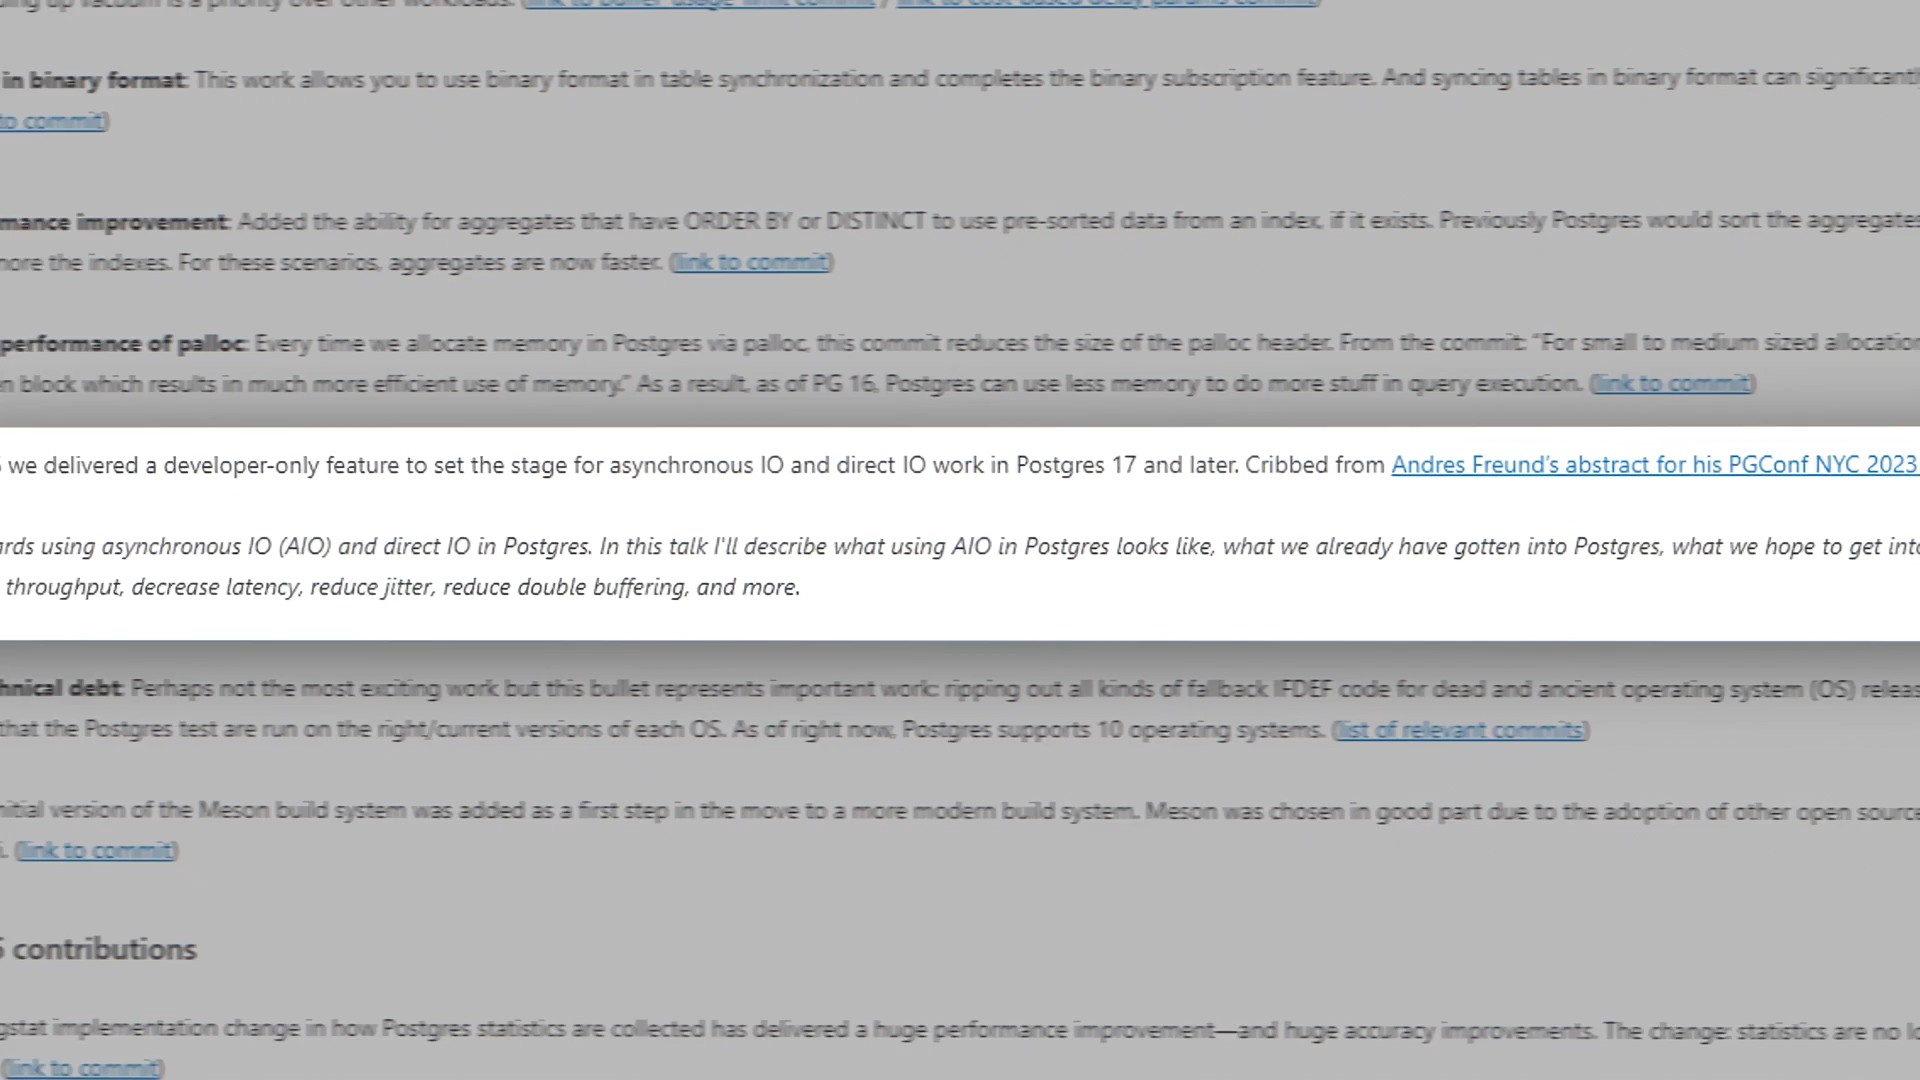 in binary format: This work allows you to use binary format in table synchronization and completes the binary subscription feature. And syncing tables in binary format can
to commit)
improvement: Added the ability for aggregates that have ORDER BY or DISTINCT to use pre-sorted data from an index, if it exists. Previously Postgres would sort the aggregates
the indexes. For these scenarios, aggregates are now faster. (link to commit)
performance of palloc: Every time we allocate memory in Postgres via palloc, this commit reduces the size of the palloc header. From the commit: "For small to medium sized
block which results in much more efficient use of memory." As a result, as of PG 16, Postgres can use less memory to do more stuff in query execution. (link to commit)
we delivered a developer-only feature to set the stage for asynchronous IO and direct IO work in Postgres 17 and later. Cribbed from Andres Freund's abstract for his PGConf NYC 2023
using asynchronous IO (AIO) and direct IO in Postgres. In this talk I'll describe what using AIO in Postgres looks like, what we already have gotten into Postgres, what we hope to get
throughput, decrease latency, reduce jitter, reduce double buffering, and more.
debt: Perhaps not the most exciting work but this bullet represents important work: ripping out all kinds of fallback IFDEF code for dead and ancient operating system (OS)
that the Postgres test are run on the right/current versions of each OS. As of right now, Postgres supports 10 operating systems. (list of relevant commits)
version of the Meson build system was added as a first step in the move to a more modern build system. Meson was chosen in good part due to the adoption of other open source
(link to commit)
contributions
implementation change in how Postgres statistics are collected has delivered a huge performance improvement—and huge accuracy improvements. The change: statistics are no
(link to commit)